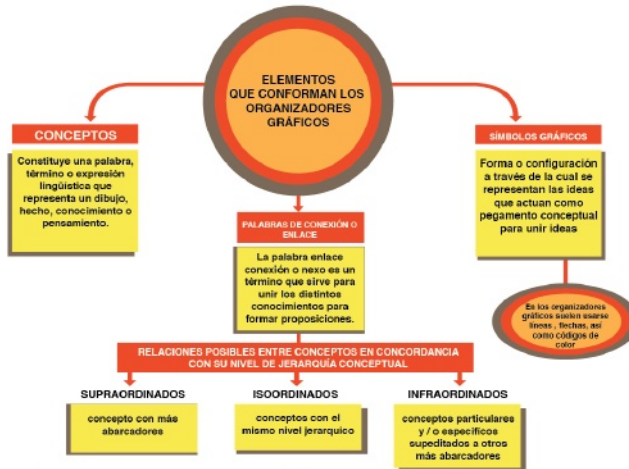 ELEMENTOS
QUE CONFORMAN LOS
ORGANIZADORES
GRÁFICOS
CONCEPTOS
Constituye una palabra,
término o expresión
lingüística que
representa un dibujo,
hecho, conocimiento o
pensamiento.
SÍMBOLOS GRÁFICOS
Forma o configuración
a través de la cual se
representan las ideas
que actuan como
pegamento conceptual
para unir ideas
En los organizadores
gráficos suelen usarse
líneas , flechas, así
como códigos de
color
PALABRAS DE CONEXIÓN O
ENLACE
La palabra enlace
conexión o nexo es un
término que sirve para
unir los distintos
conocimientos para
formar proposiciones.
RELACIONES POSIBLES ENTRE CONCEPTOS EN CONCORDANCIA
CON SU NIVEL DE JERARQUÍA CONCEPTUAL
SUPRAORDINADOS
concepto con más
abarcadores
ISOORDINADOS
conceptos con el
mismo nivel jerarquico
INFRAORDINADOS
conceptos particulares
y / o específicos
supeditados a otros
más abarcadores